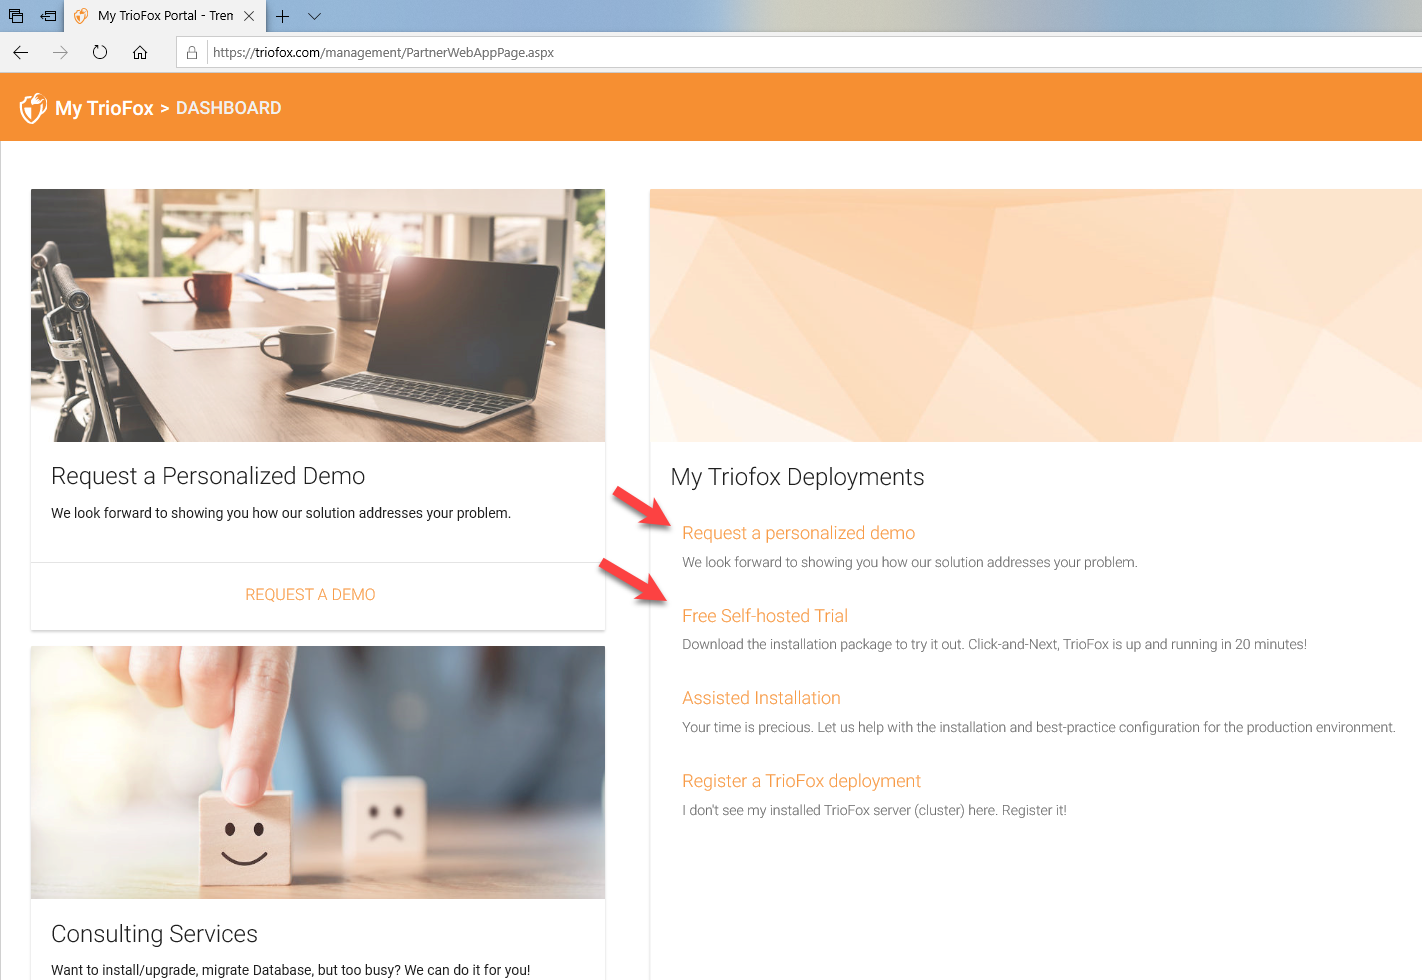 My TrioFox Portal - Trem
https://triofox.com/management/PartnerWebAppPage.aspx
My TrioFox > DASHBOARD
Request a Personalized Demo
We look forward to showing you how our solution addresses your problem.
REQUEST A DEMO
Consulting Services
Want to install/upgrade, migrate Database, but too busy? We can do it for you!
My Triofox Deployments
Request a personalized demo
We look forward to showing you how our solution addresses your problem.
Free Self-hosted Trial
Download the installation package to try it out. Click-and-Next, TrioFox is up and running in 20 minutes!
Assisted Installation
Your time is precious. Let us help with the installation and best-practice configuration for the production environment.
Register a TrioFox deployment
I don't see my installed TrioFox server (cluster) here. Register it!